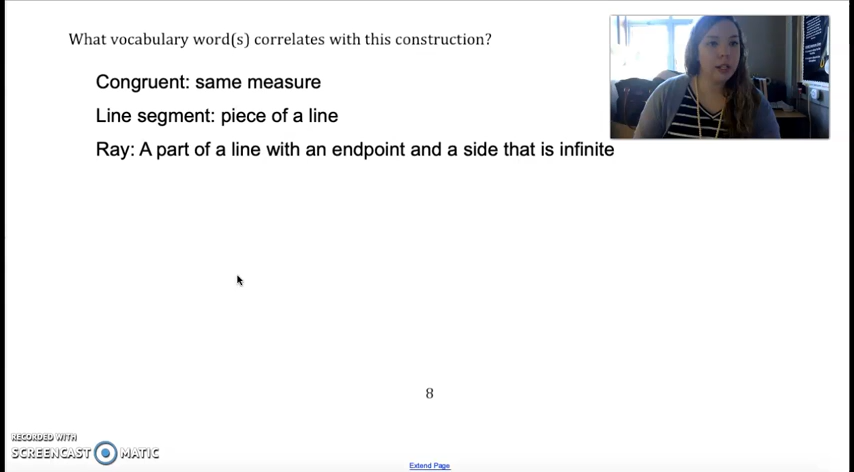 What vocabulary word(s) correlates with this construction?
Congruent: same measure
Line segment: piece of a line
Ray: A part of a line with an endpoint and a side that is infinite
8
RECORDED WITH
SCREENCAST MATIC
Extend Page